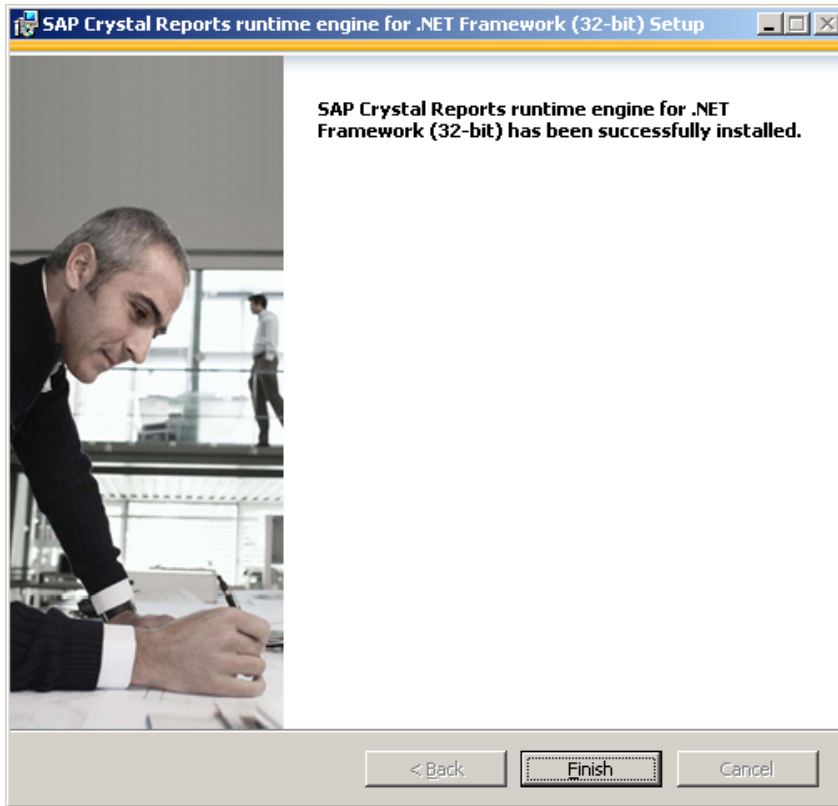 SAP Crystal Reports runtime engine for .NET Framework (32-bit) Setup
SAP Crystal Reports runtime engine for .NET
Framework (32-bit) has been successfully installed.
< Back
Finish
Cancel